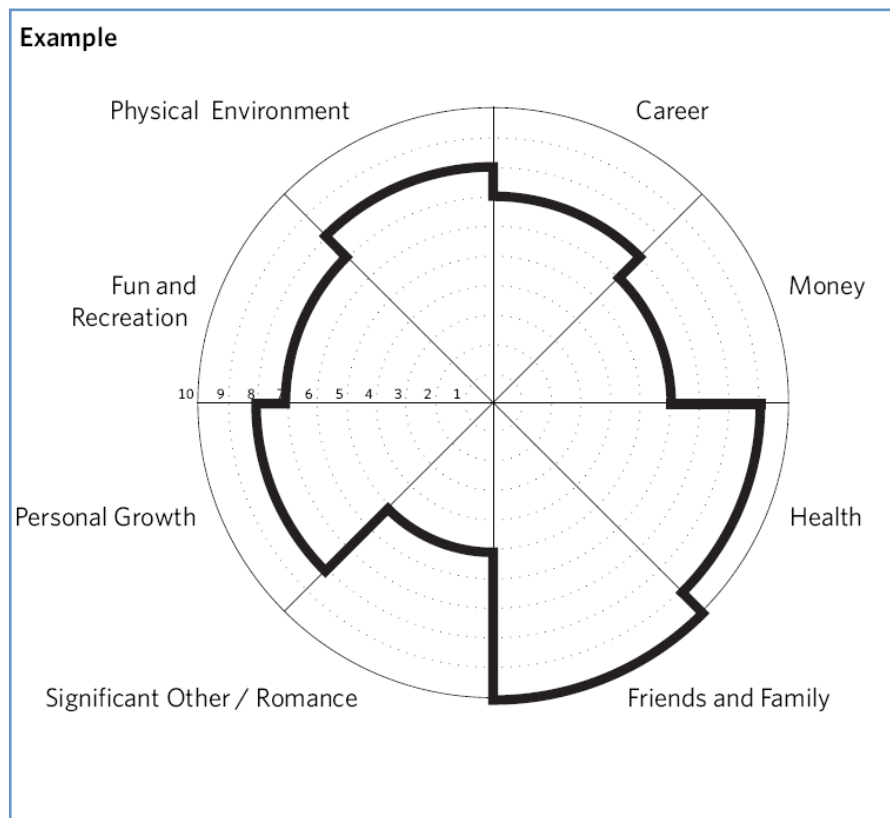 Example
Physical Environment
Career
Fun and
Recreation
Money
10 9 8 7 6 5 4 3 2 1
Personal Growth
Health
Significant Other / Romance
Friends and Family